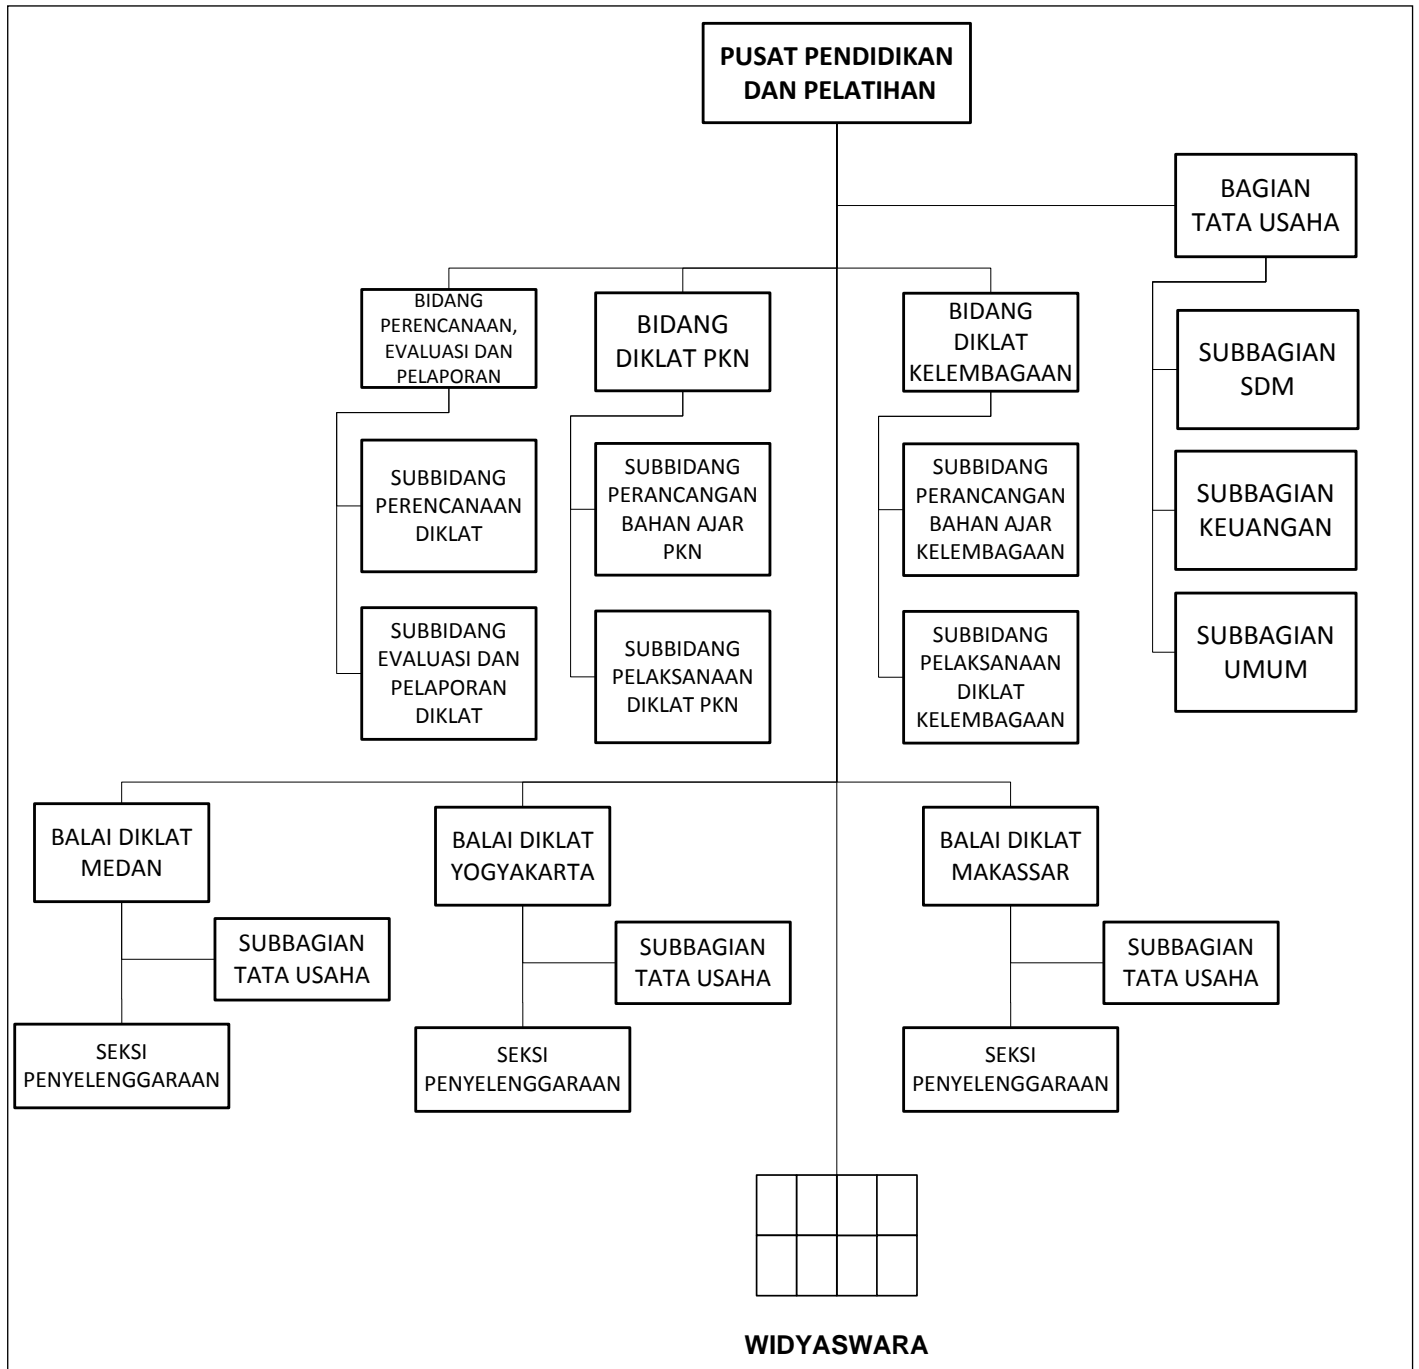 PUSAT PENDIDIKAN
DAN PELATIHAN
BAGIAN
TATA USAHA
BIDANG
PERENCANAAN,
EVALUASI DAN
PELAPORAN
BIDANG
DIKLAT PKN
BIDANG
DIKLAT
KELEMBAGAAN
SUBBAGIAN
SDM
SUBBIDANG
PERENCANAAN
DIKLAT
SUBBIDANG
PERANCANGAN
BAHAN AJAR
PKN
SUBBIDANG
PERANCANGAN
BAHAN AJAR
KELEMBAGAAN
SUBBAGIAN
KEUANGAN
SUBBIDANG
EVALUASI DAN
PELAPORAN
DIKLAT
SUBBIDANG
PELAKSANAAN
DIKLAT PKN
SUBBIDANG
PELAKSANAAN
DIKLAT
KELEMBAGAAN
SUBBAGIAN
UMUM
BALAI DIKLAT
MEDAN
BALAI DIKLAT
YOGYAKARTA
BALAI DIKLAT
MAKASSAR
SUBBAGIAN
TATA USAHA
SUBBAGIAN
TATA USAHA
SUBBAGIAN
TATA USAHA
SEKSI
PENYELENGGARAAN
SEKSI
PENYELENGGARAAN
SEKSI
PENYELENGGARAAN
WIDYASWARA